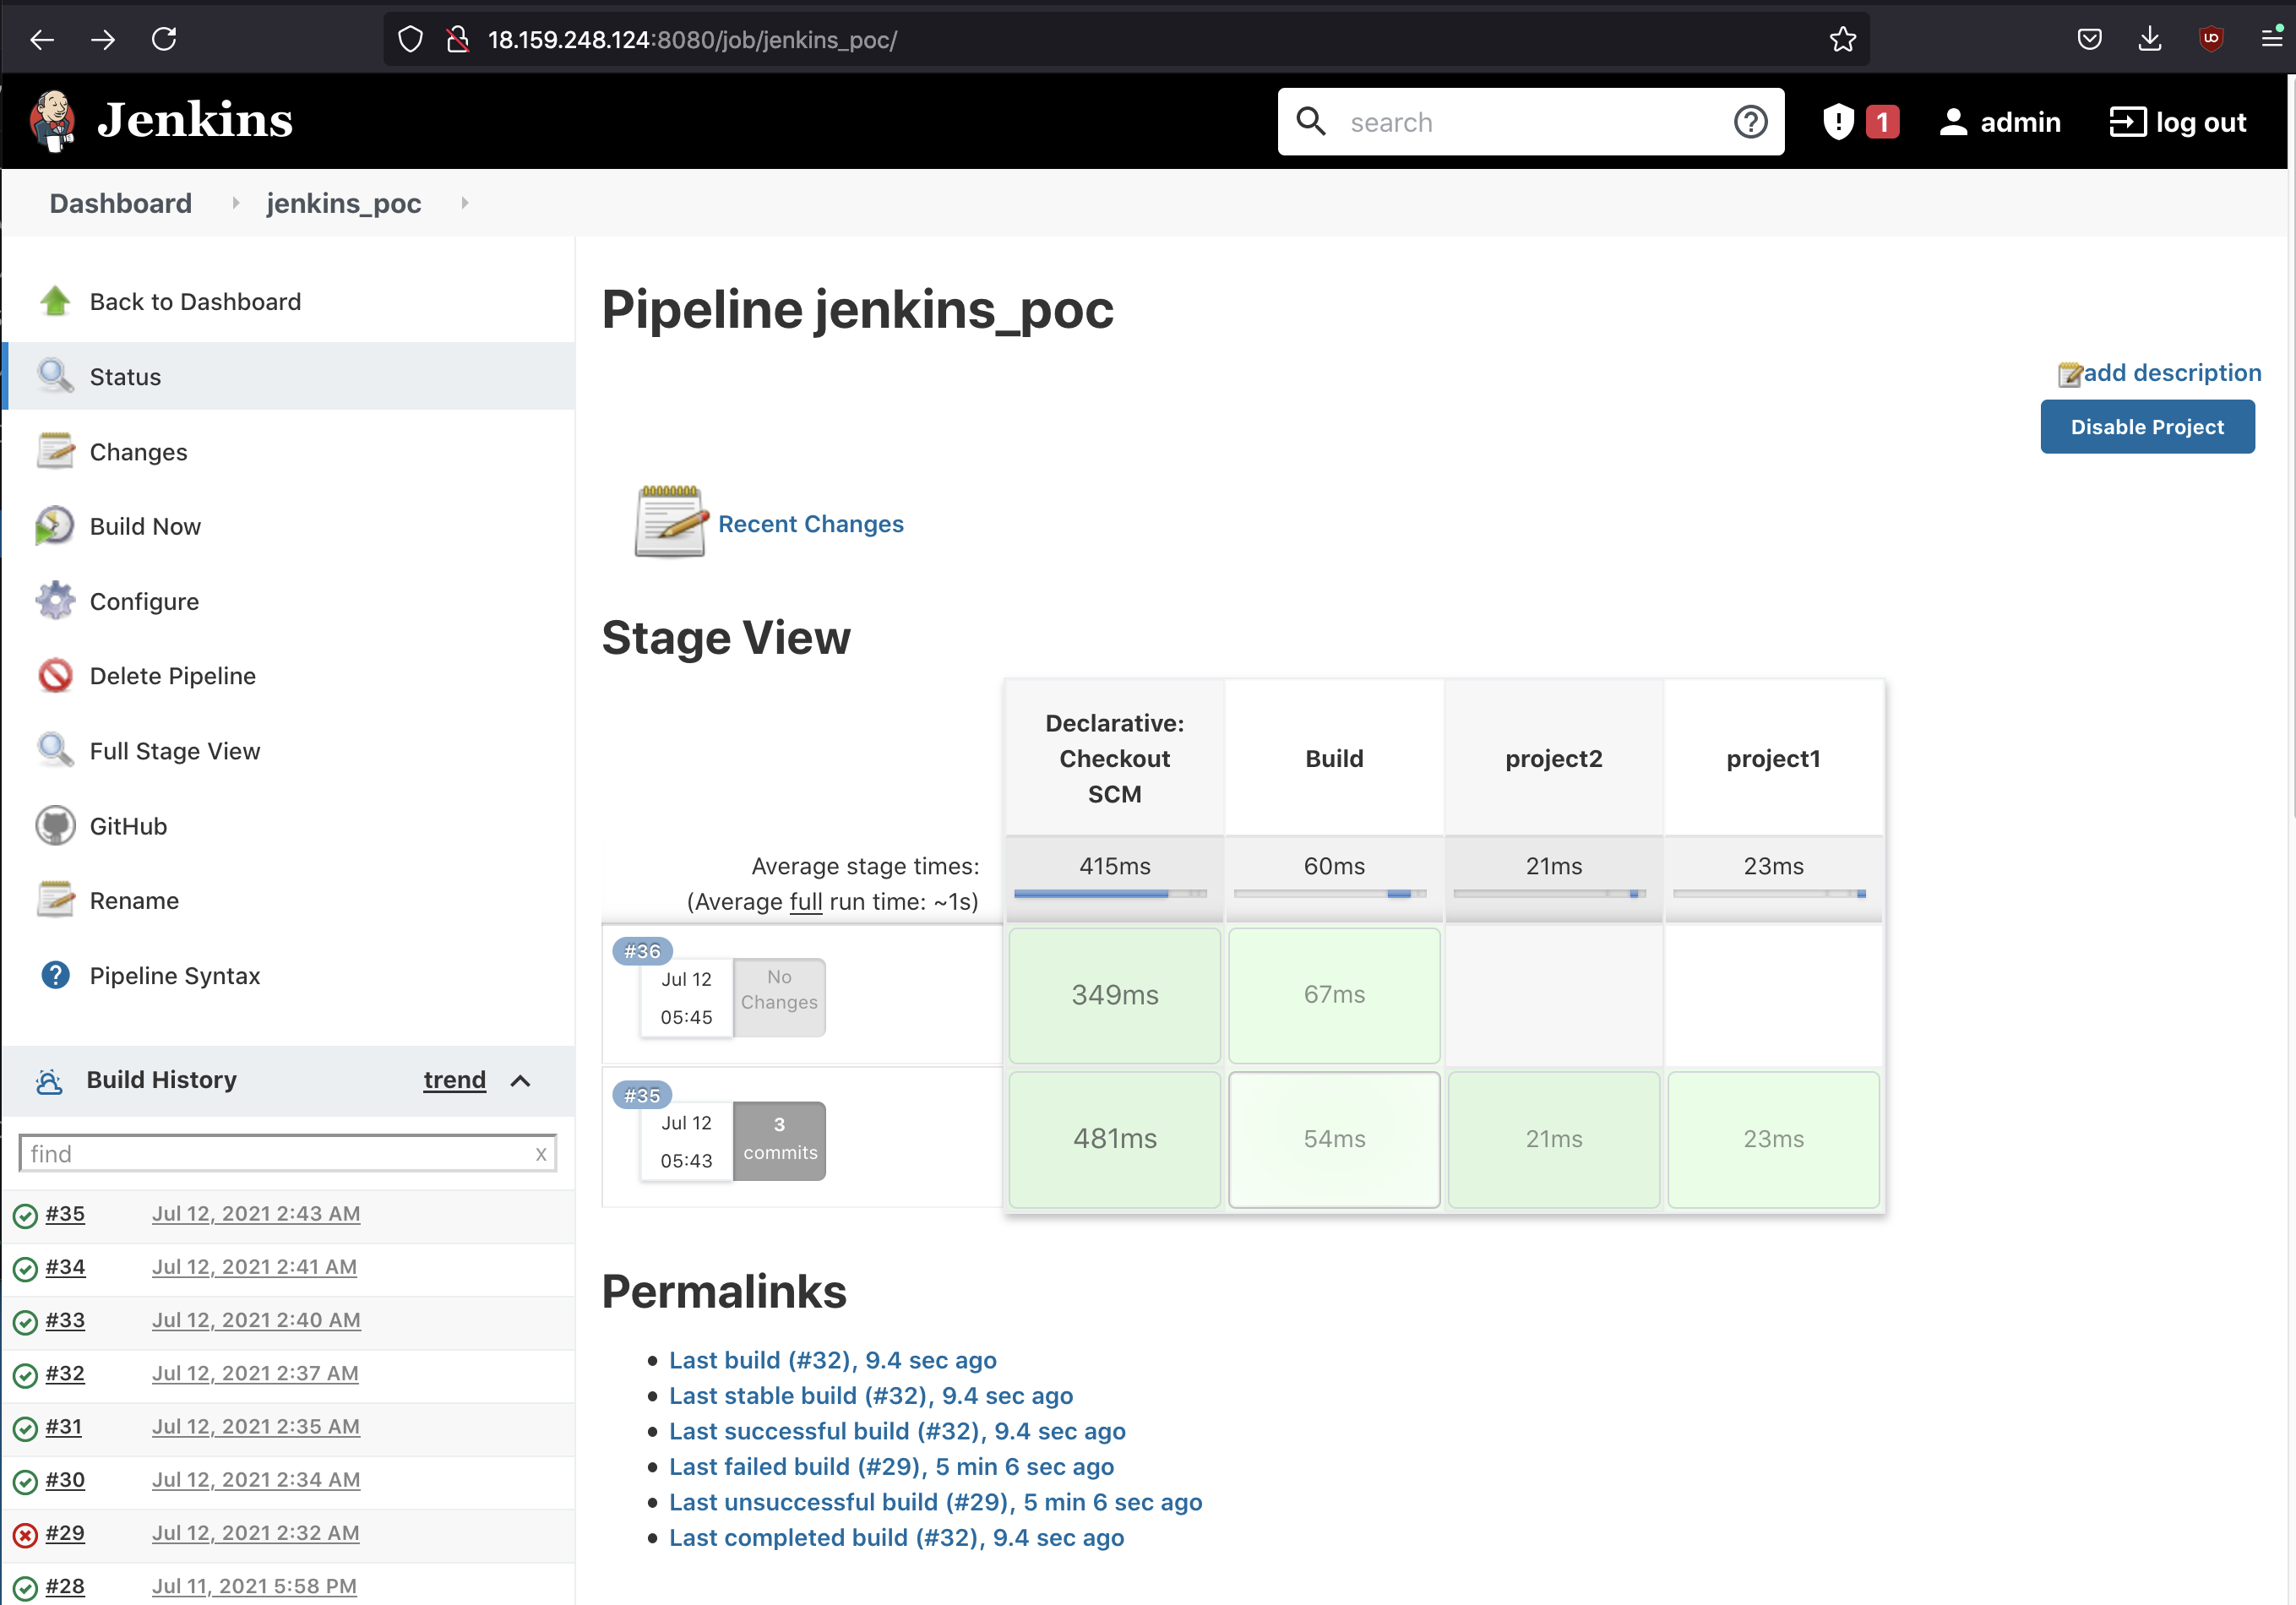 18.159.248.124:8080/job/jenkins_poc/
Jenkins
search
1
admin
log out
Dashboard
jenkins_poc
Back to Dashboard
Status
Changes
Build Now
Configure
Delete Pipeline
Full Stage View
GitHub
Rename
Pipeline Syntax
Build History
trend
find
x
#35 Jul 12, 2021 2:43 AM
#34 Jul 12, 2021 2:41 AM
#33 Jul 12, 2021 2:40 AM
#32 Jul 12, 2021 2:37 AM
#31 Jul 12, 2021 2:35 AM
#30 Jul 12, 2021 2:34 AM
#29 Jul 12, 2021 2:32 AM
#28 Jul 11, 2021 5:58 PM
Pipeline jenkins_poc
add description
Disable Project
Recent Changes
Stage View
Declarative:
Checkout
SCM
Build
project2
project1
Average stage times:
(Average full run time: ~1s)
415ms
60ms
21ms
23ms
#36
Jul 12
05:45
No
Changes
349ms
67ms
#35
Jul 12
05:43
3
commits
481ms
54ms
21ms
23ms
Permalinks
Last build (#32), 9.4 sec ago
Last stable build (#32), 9.4 sec ago
Last successful build (#32), 9.4 sec ago
Last failed build (#29), 5 min 6 sec ago
Last unsuccessful build (#29), 5 min 6 sec ago
Last completed build (#32), 9.4 sec ago